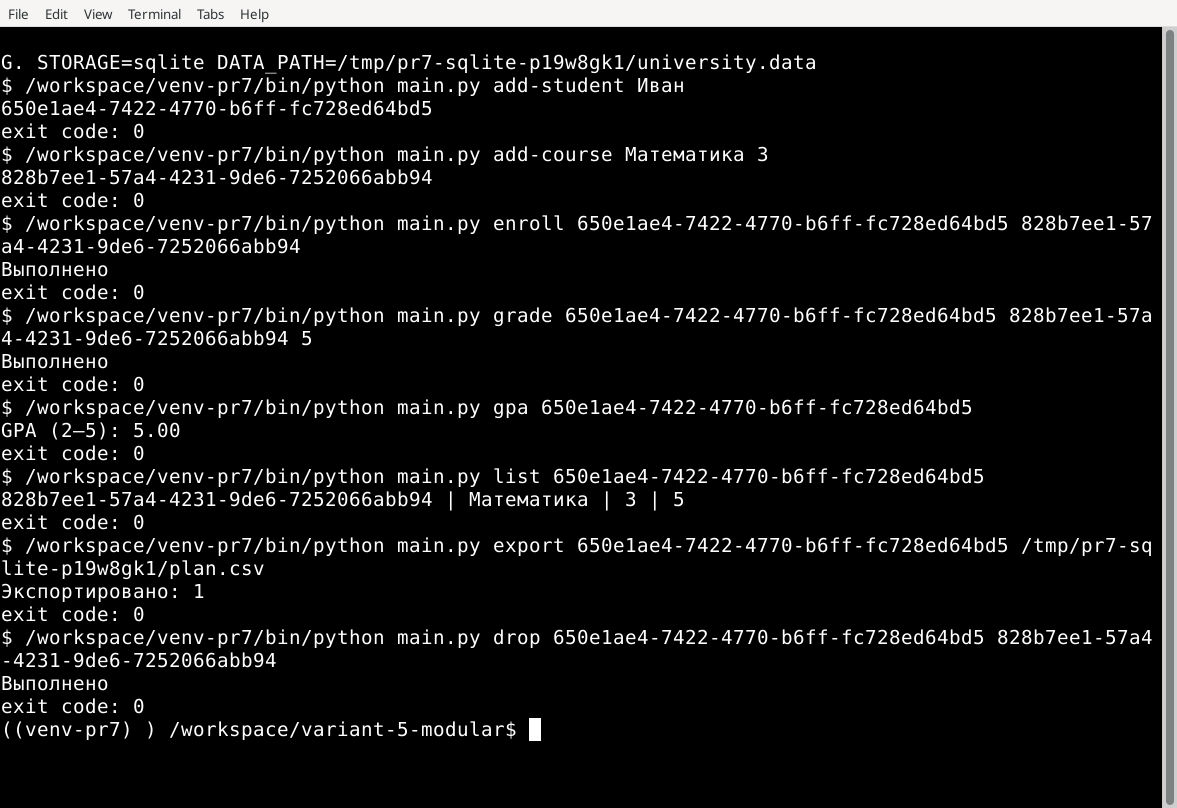 File Edit View Terminal Tabs Help
G. STORAGE=sqlite DATA_PATH=/tmp/pr7-sqlite-p19w8gk1/university.data
$ /workspace/venv-pr7/bin/python main.py add-student Иван
650e1ae4-7422-4770-b6ff-fc728ed64bd5
exit code: 0
$ /workspace/venv-pr7/bin/python main.py add-course Математика 3
828b7ee1-57a4-4231-9de6-7252066abb94
exit code: 0
$ /workspace/venv-pr7/bin/python main.py enroll 650e1ae4-7422-4770-b6ff-fc728ed64bd5 828b7ee1-57
a4-4231-9de6-7252066abb94
Выполнено
exit code: 0
$ /workspace/venv-pr7/bin/python main.py grade 650e1ae4-7422-4770-b6ff-fc728ed64bd5 828b7ee1-57a
4-4231-9de6-7252066abb94 5
Выполнено
exit code: 0
$ /workspace/venv-pr7/bin/python main.py gpa 650e1ae4-7422-4770-b6ff-fc728ed64bd5
GPA (2–5): 5.00
exit code: 0
$ /workspace/venv-pr7/bin/python main.py list 650e1ae4-7422-4770-b6ff-fc728ed64bd5
828b7ee1-57a4-4231-9de6-7252066abb94 | Математика | 3 | 5
exit code: 0
$ /workspace/venv-pr7/bin/python main.py export 650e1ae4-7422-4770-b6ff-fc728ed64bd5 /tmp/pr7-sq
lite-p19w8gk1/plan.csv
Экспортировано: 1
exit code: 0
$ /workspace/venv-pr7/bin/python main.py drop 650e1ae4-7422-4770-b6ff-fc728ed64bd5 828b7ee1-57a4
-4231-9de6-7252066abb94
Выполнено
exit code: 0
((venv-pr7) ) /workspace/variant-5-modular$